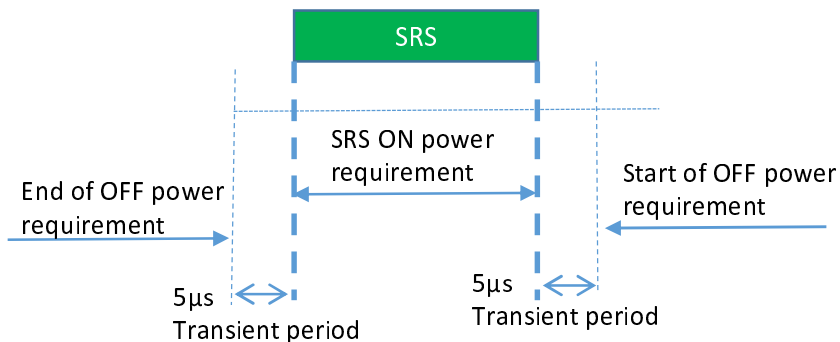 SRS
SRS ON power
requirement
End of OFF power
requirement
Start of OFF power
requirement
5μs
Transient period
5μs
Transient period